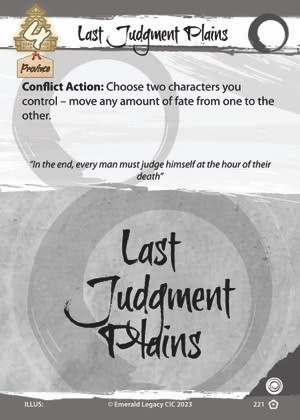 4
Last Judgment Plains
Province
Conflict Action: Choose two characters you
control – move any amount of fate from one to the
other.
"In the end, every man must judge himself at the hour of their
death"
Last
Judgment
Plains
ILLUS:
© Emerald Legacy CIC 2023
221